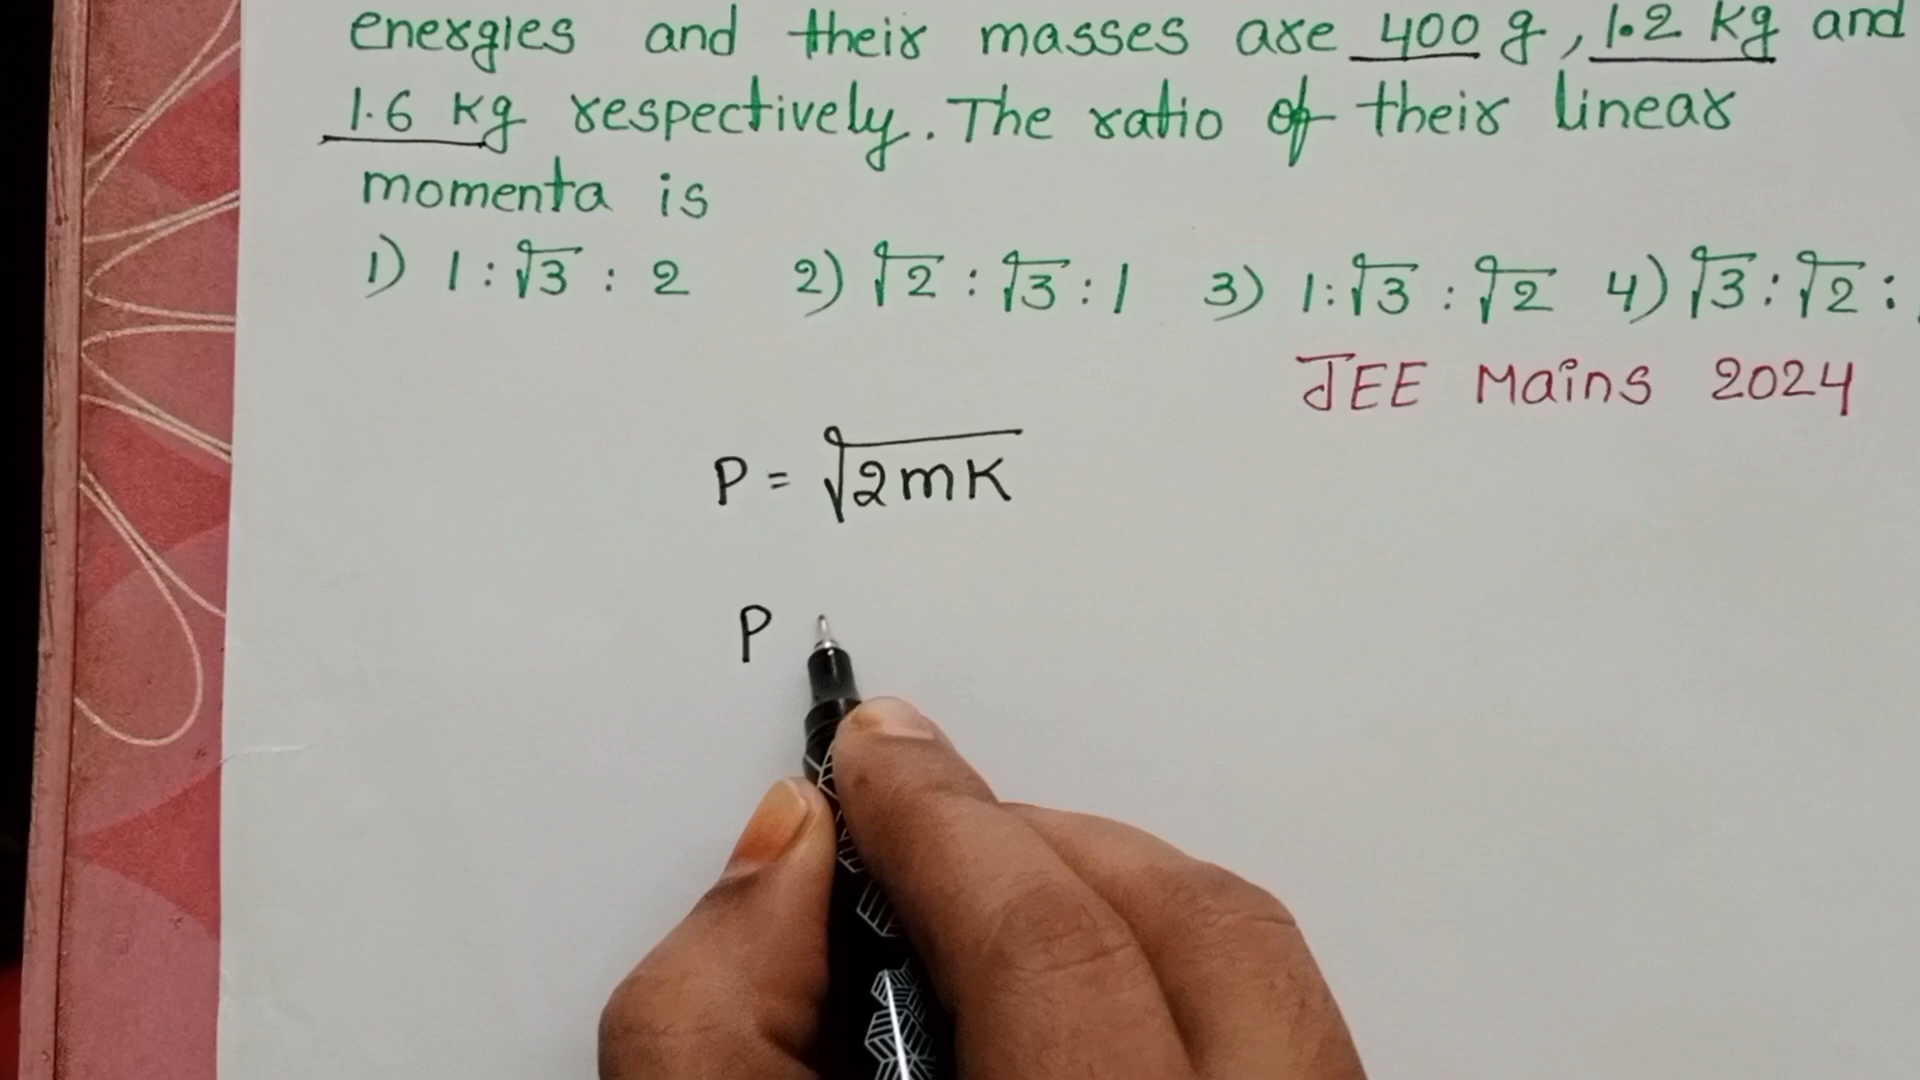 energies and their masses are 400 g, 1.2 kg and
1.6 kg respectively. The ratio of their linear
momenta is
1) 1 : √3 : 2 2) √2 : √3 : 1 3) 1 : √3 : √2 4) √3 : √2 :
JEE Mains 2024
P = √2mK
P